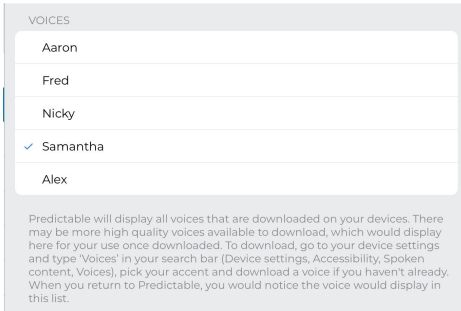 VOICES
Aaron
Fred
Nicky
Samantha
Alex
Predictable will display all voices that are downloaded on your devices. There
may be more high quality voices available to download, which would display
here for your use once downloaded. To download, go to your device settings
and type ‘Voices’ in your search bar (Device settings, Accessibility, Spoken
content, Voices), pick your accent and download a voice if you haven't already.
When you return to Predictable, you would notice the voice would display in
this list.